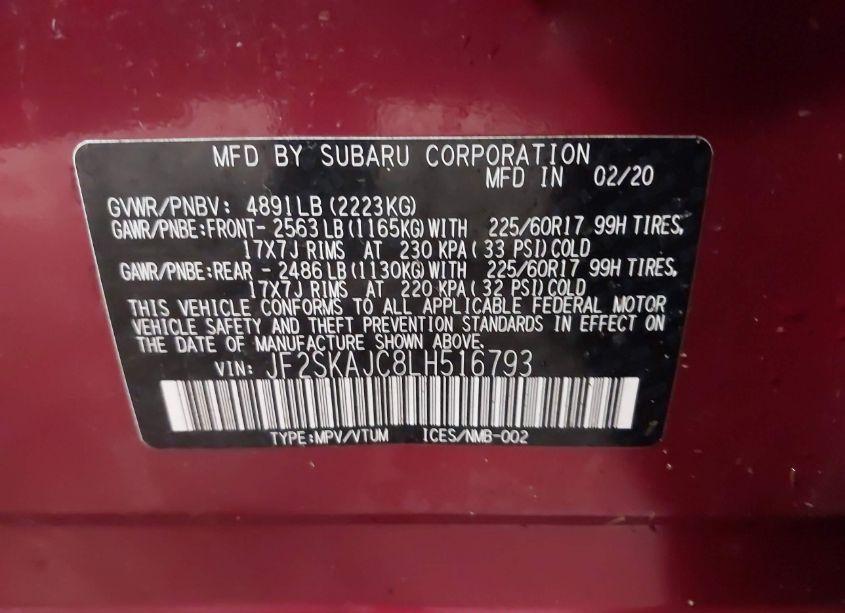 MFD BY SUBARU CORPORATION
MFD IN 02/20
GVWR/PNBV: 4891LB(2223KG)
GAWR/PNBE:FRONT- 2563LB(1165KG)WITH 225/60R17 99H TIRES,
17X7J RIMS AT 230 KPA(33 PSI)COLD
GAWR/PNBE:REAR - 2486LB(1130KG)WITH 225/60R17 99H TIRES,
17X7J RIMS AT 220 KPA(32 PSI)COLD
THIS VEHICLE CONFORMS TO ALL APPLICABLE FEDERAL MOTOR
VEHICLE SAFETY AND THEFT PREVENTION STANDARDS IN EFFECT ON
THE DATE OF MANUFACTURE SHOWN ABOVE.
VIN: JF2SKAJC8LH516793
TYPE:MPV/VTUM ICES/NMB-002